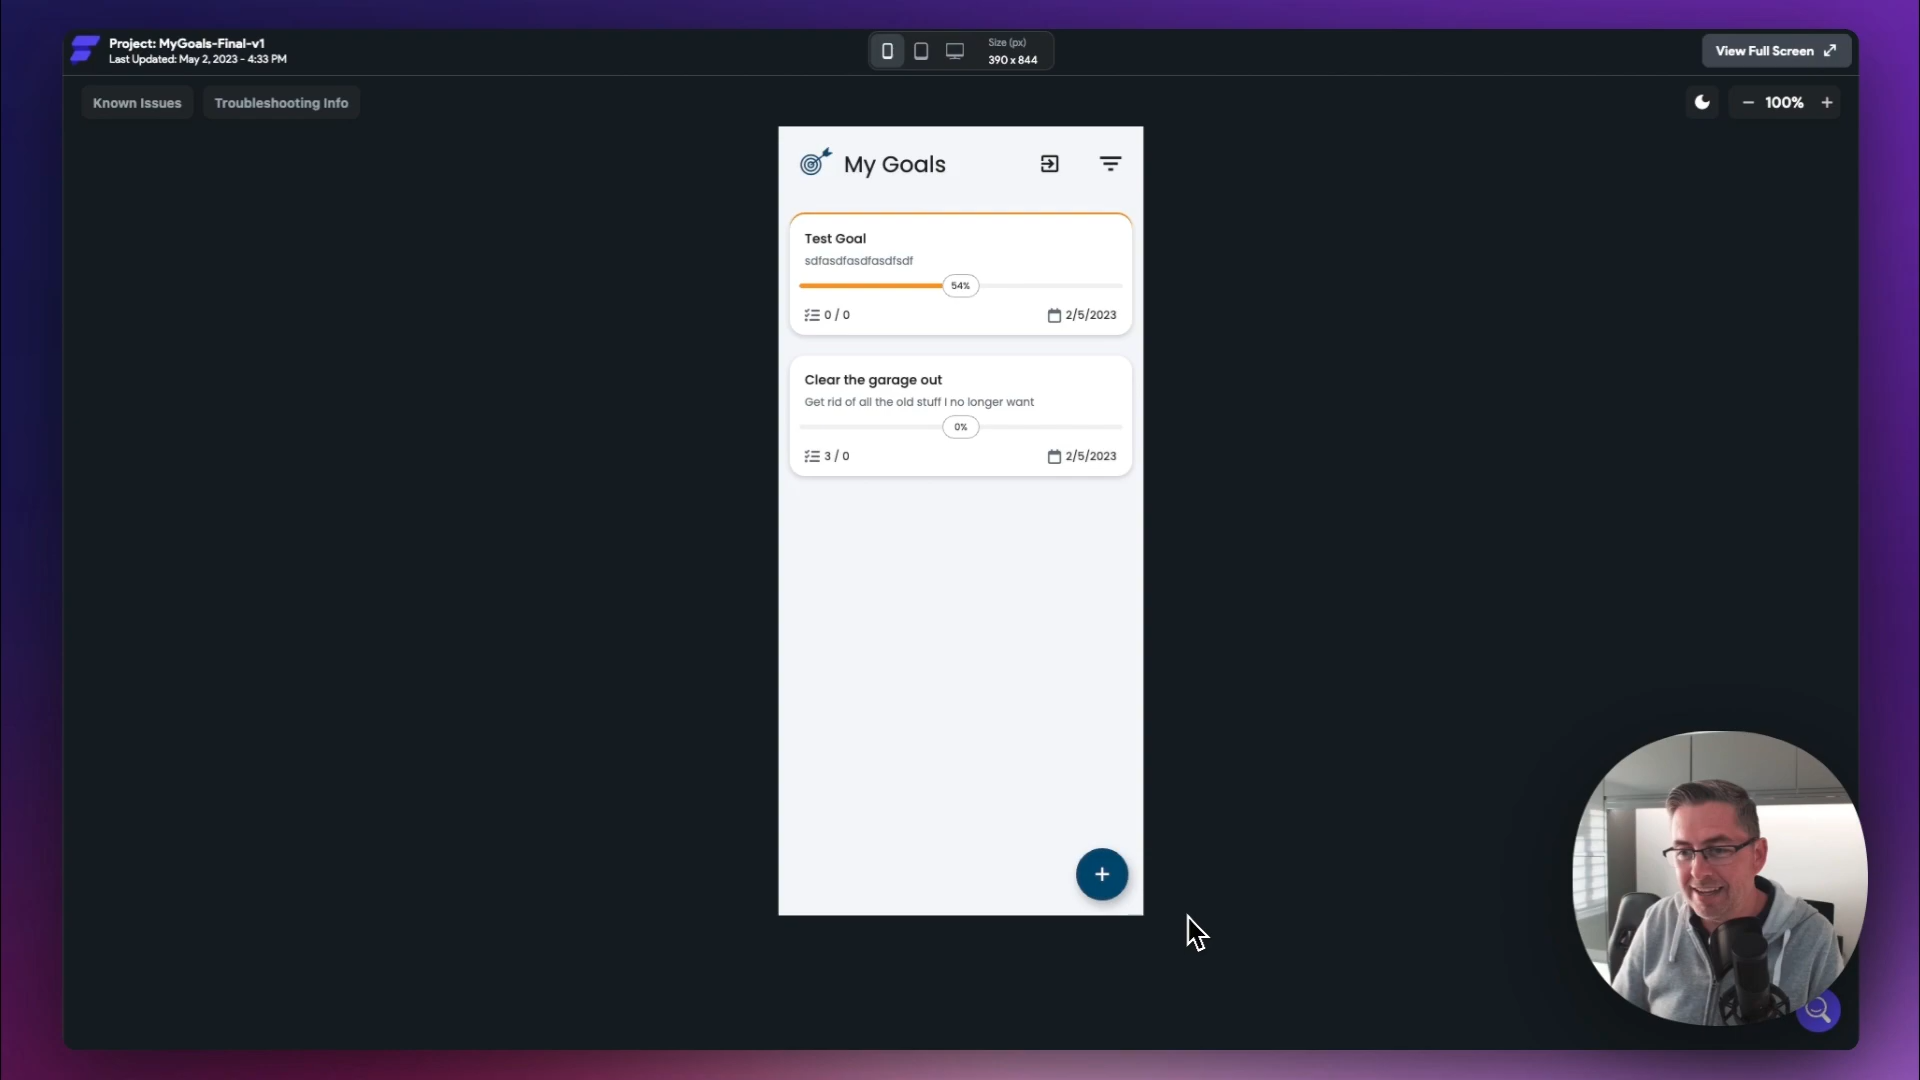 Project: MyGoals-Final-v1
Last Updated: May 2, 2023 - 4:33 PM
Size (px)
390 x 844
View Full Screen
Known Issues
Troubleshooting Info
100%
My Goals
Test Goal
sdfasdfasdfasdfsdf
54%
0 / 0
2/5/2023
Clear the garage out
Get rid of all the old stuff I no longer want
0%
3 / 0
2/5/2023